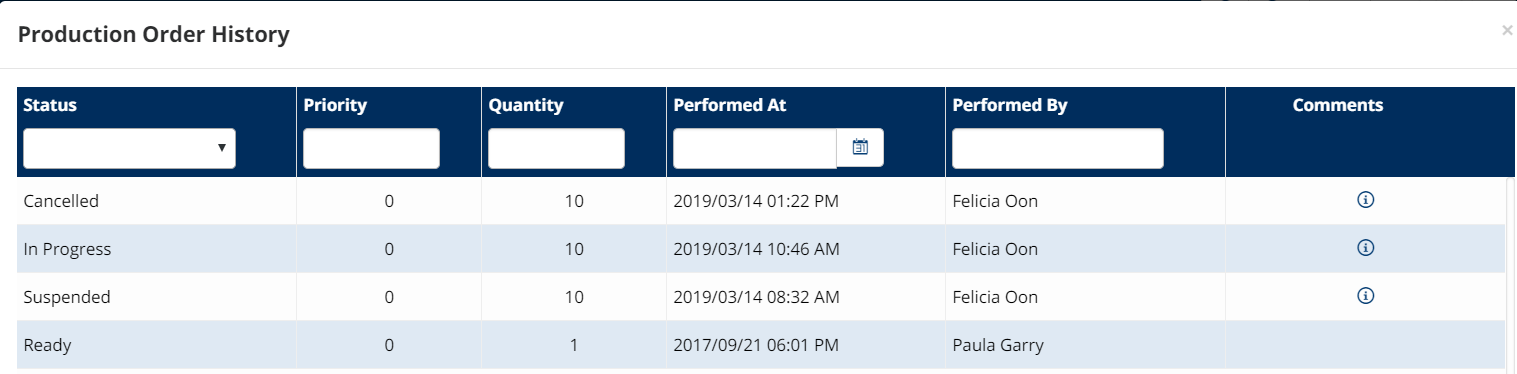 Production Order History ×
Status Priority Quantity Performed At Performed By Comments
Cancelled 0 10 2019/03/14 01:22 PM Felicia Oon
In Progress 0 10 2019/03/14 10:46 AM Felicia Oon
Suspended 0 10 2019/03/14 08:32 AM Felicia Oon
Ready 0 1 2017/09/21 06:01 PM Paula Garry